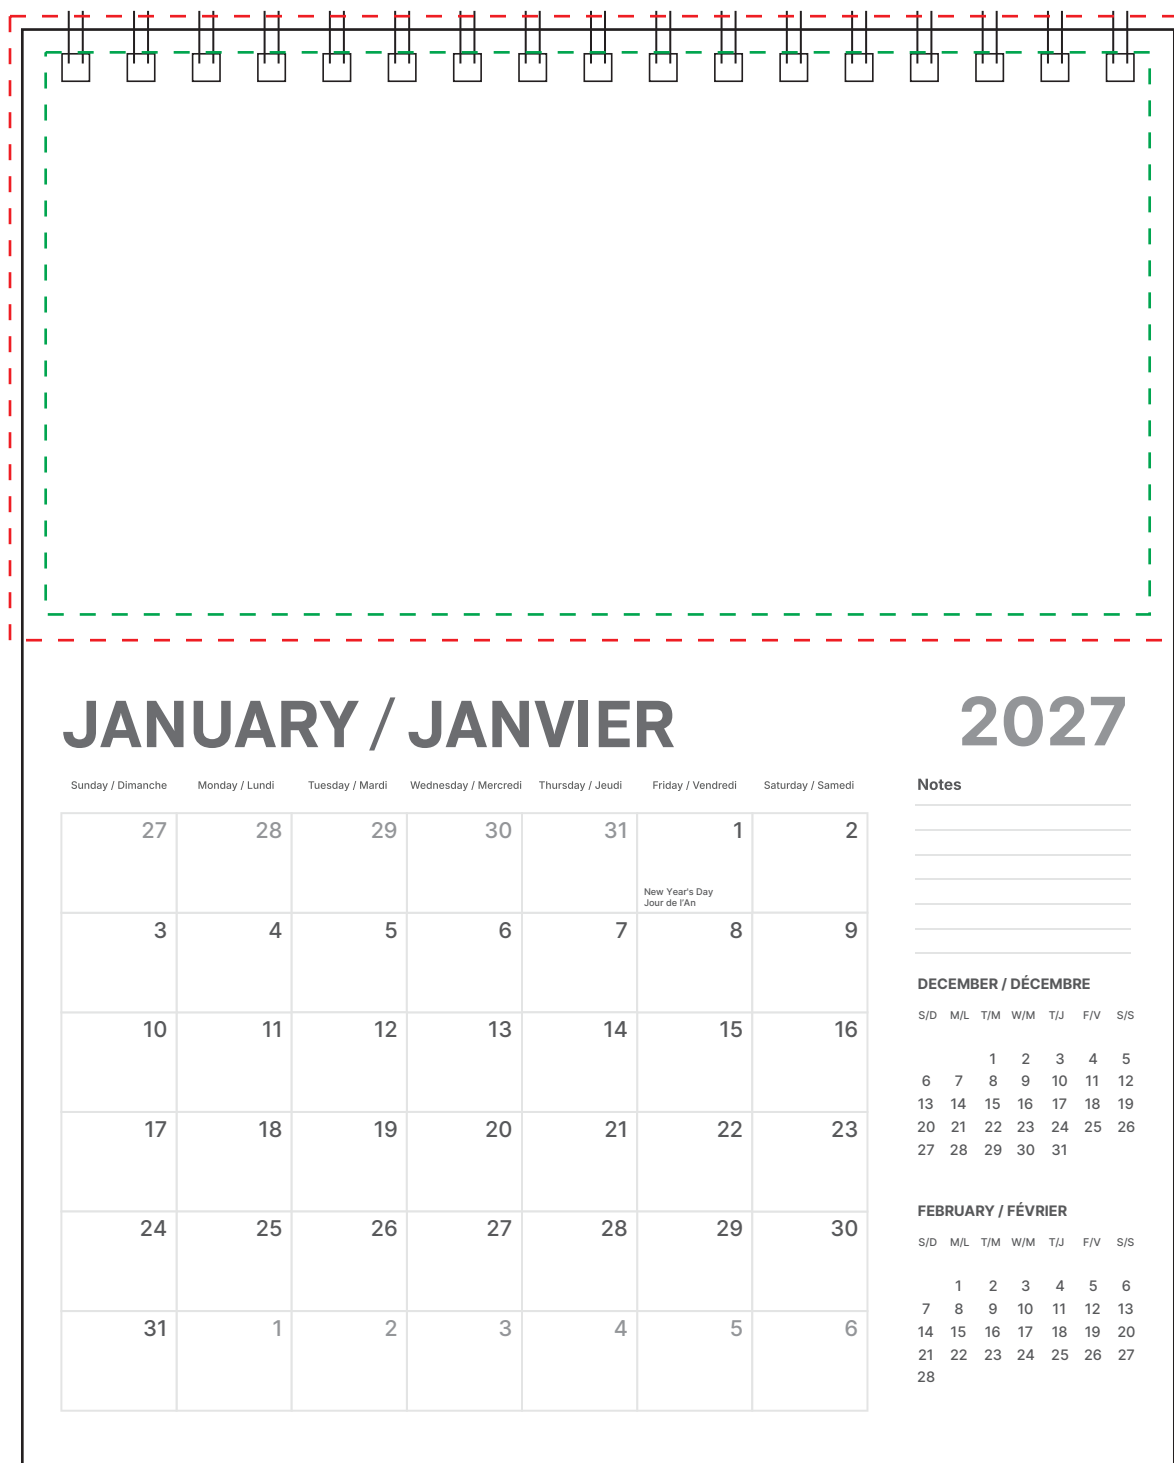 JANUARY / JANVIER
2027
Sunday / Dimanche Monday / Lundi Tuesday / Mardi Wednesday / Mercredi Thursday / Jeudi Friday / Vendredi Saturday / Samedi
27 28 29 30 31 1 2
New Year's Day
Jour de l'An
3 4 5 6 7 8 9
10 11 12 13 14 15 16
17 18 19 20 21 22 23
24 25 26 27 28 29 30
31 1 2 3 4 5 6
Notes
DECEMBER / DÉCEMBRE
S/D M/L T/M W/M T/J F/V S/S
1 2 3 4 5
6 7 8 9 10 11 12
13 14 15 16 17 18 19
20 21 22 23 24 25 26
27 28 29 30 31
FEBRUARY / FÉVRIER
S/D M/L T/M W/M T/J F/V S/S
1 2 3 4 5 6
7 8 9 10 11 12 13
14 15 16 17 18 19 20
21 22 23 24 25 26 27
28